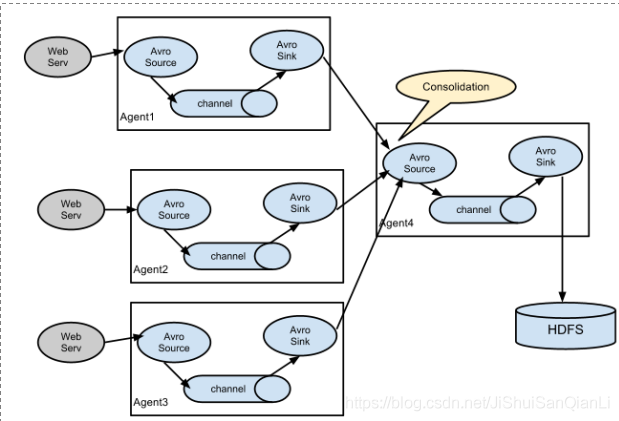 Web
Serv
Avro
Source
channel
Avro
Sink
Agent1
Consolidation
Web
Serv
Avro
Source
channel
Avro
Sink
Agent2
Avro
Source
channel
Avro
Sink
Agent4
Web
Serv
Avro
Source
channel
Avro
Sink
Agent3
HDFS
https://blog.csdn.net/JiShuiSanQianLi